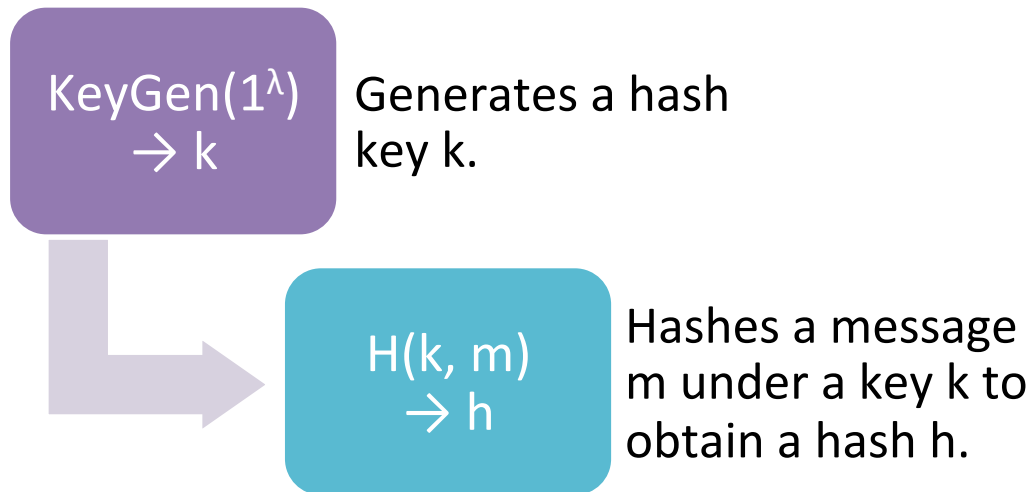 KeyGen(1^λ)
→ k
Generates a hash
key k.
H(k, m)
→ h
Hashes a message
m under a key k to
obtain a hash h.